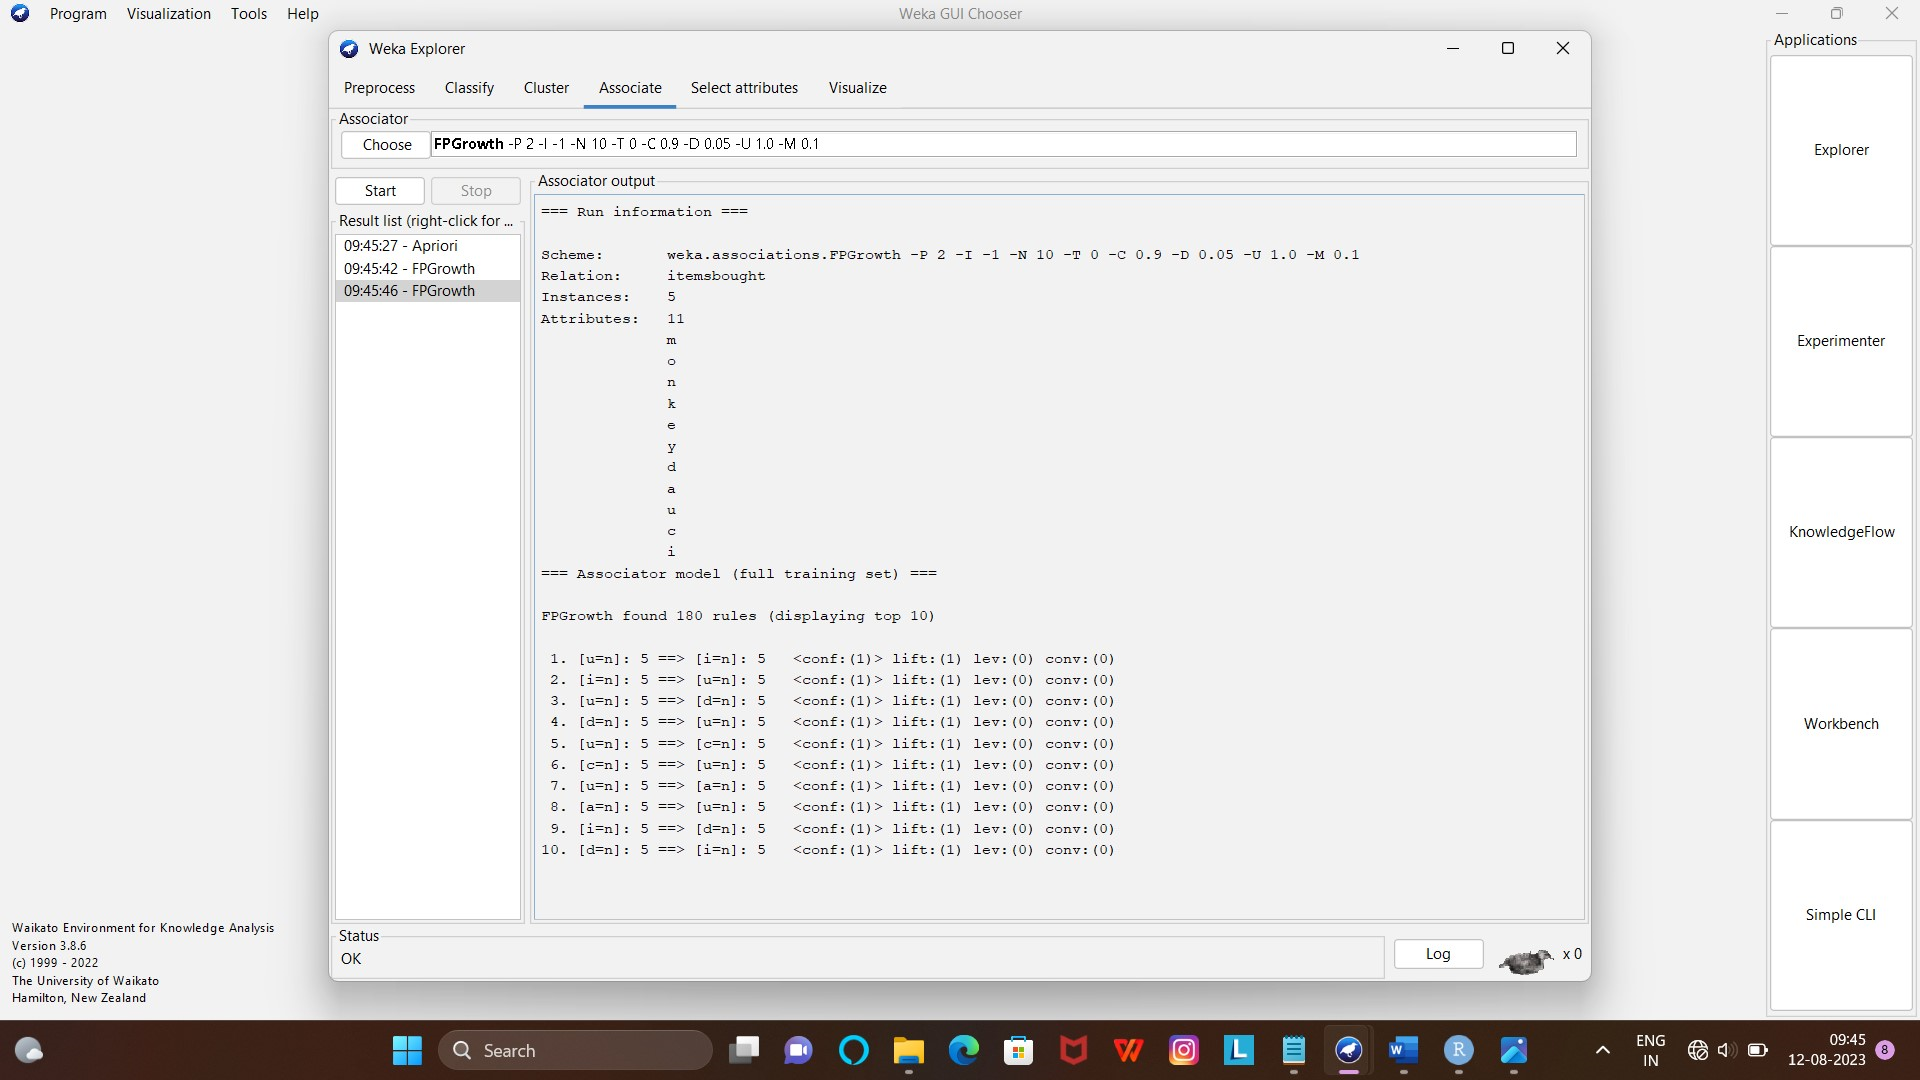 Program Visualization Tools Help
Weka GUI Chooser
Applications
Weka Explorer
Preprocess Classify Cluster Associate Select attributes Visualize
Associator
Choose FPGrowth -P 2 -I -1 -N 10 -T 0 -C 0.9 -D 0.05 -U 1.0 -M 0.1
Start Stop
Result list (right-click for ...
09:45:27 - Apriori
09:45:42 - FPGrowth
09:45:46 - FPGrowth
Associator output
=== Run information ===
Scheme: weka.associations.FPGrowth -P 2 -I -1 -N 10 -T 0 -C 0.9 -D 0.05 -U 1.0 -M 0.1
Relation: itemsbought
Instances: 5
Attributes: 11
m
o
n
k
e
y
d
a
u
c
i
=== Associator model (full training set) ===
FPGrowth found 180 rules (displaying top 10)
1. [u=n]: 5 ==> [i=n]: 5 <conf:(1)> lift:(1) lev:(0) conv:(0)
2. [i=n]: 5 ==> [u=n]: 5 <conf:(1)> lift:(1) lev:(0) conv:(0)
3. [u=n]: 5 ==> [d=n]: 5 <conf:(1)> lift:(1) lev:(0) conv:(0)
4. [d=n]: 5 ==> [u=n]: 5 <conf:(1)> lift:(1) lev:(0) conv:(0)
5. [u=n]: 5 ==> [c=n]: 5 <conf:(1)> lift:(1) lev:(0) conv:(0)
6. [c=n]: 5 ==> [u=n]: 5 <conf:(1)> lift:(1) lev:(0) conv:(0)
7. [u=n]: 5 ==> [a=n]: 5 <conf:(1)> lift:(1) lev:(0) conv:(0)
8. [a=n]: 5 ==> [u=n]: 5 <conf:(1)> lift:(1) lev:(0) conv:(0)
9. [i=n]: 5 ==> [d=n]: 5 <conf:(1)> lift:(1) lev:(0) conv:(0)
10. [d=n]: 5 ==> [i=n]: 5 <conf:(1)> lift:(1) lev:(0) conv:(0)
Status
OK
Log
x 0
Explorer
Experimenter
KnowledgeFlow
Workbench
Simple CLI
Waikato Environment for Knowledge Analysis
Version 3.8.6
(c) 1999 - 2022
The University of Waikato
Hamilton, New Zealand
Search
L
W
R
ENG
IN
09:45
12-08-2023
8